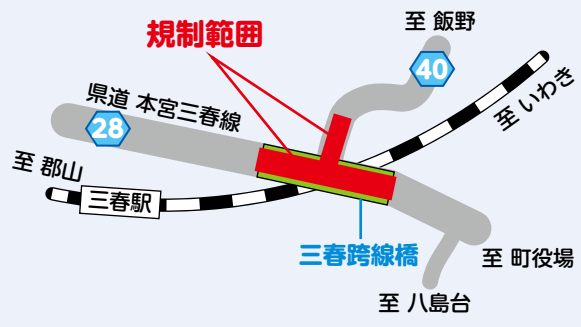 至 飯野
規制範囲
40
県道 本宮三春線
28
至 いわき
至 郡山
三春駅
三春跨線橋
至 町役場
至 八島台